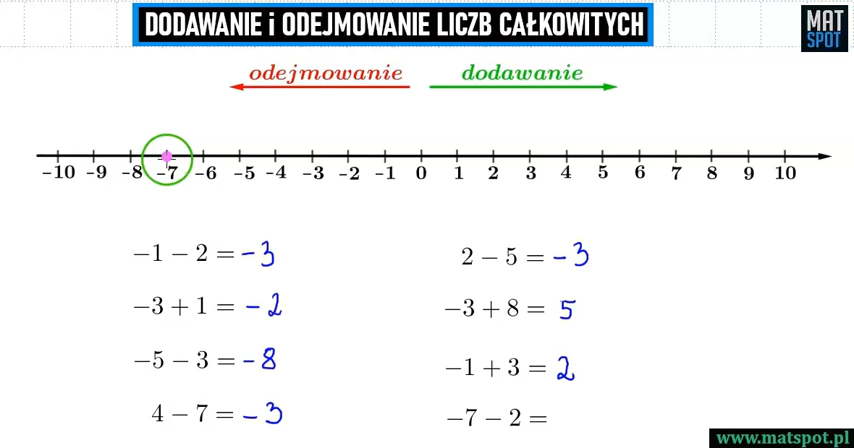 DODAWANIE i ODEJMOWANIE LICZB CAŁKOWITYCH
MAT
SPOT
odejmowanie dodawanie
-10 -9 -8 -7 -6 -5 -4 -3 -2 -1 0 1 2 3 4 5 6 7 8 9 10
−1 − 2 = −3
2 − 5 = −3
−3 + 1 = −2
−3 + 8 = 5
−5 − 3 = −8
−1 + 3 = 2
4 − 7 = −3
−7 − 2 =
www.matspot.pl